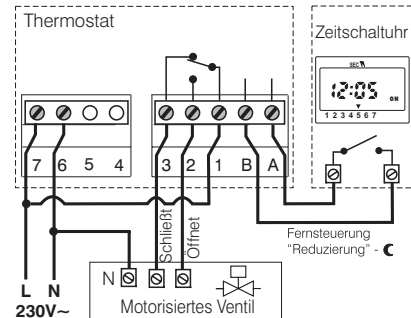 Thermostat
Zeitschaltuhr
SEC
12:05
ON
1 2 3 4 5 6 7
7 6 5 4 3 2 1 B A
Schließt
Öffnet
Fernsteuerung
"Reduzierung" -
N
L N
230V~
Motorisiertes Ventil